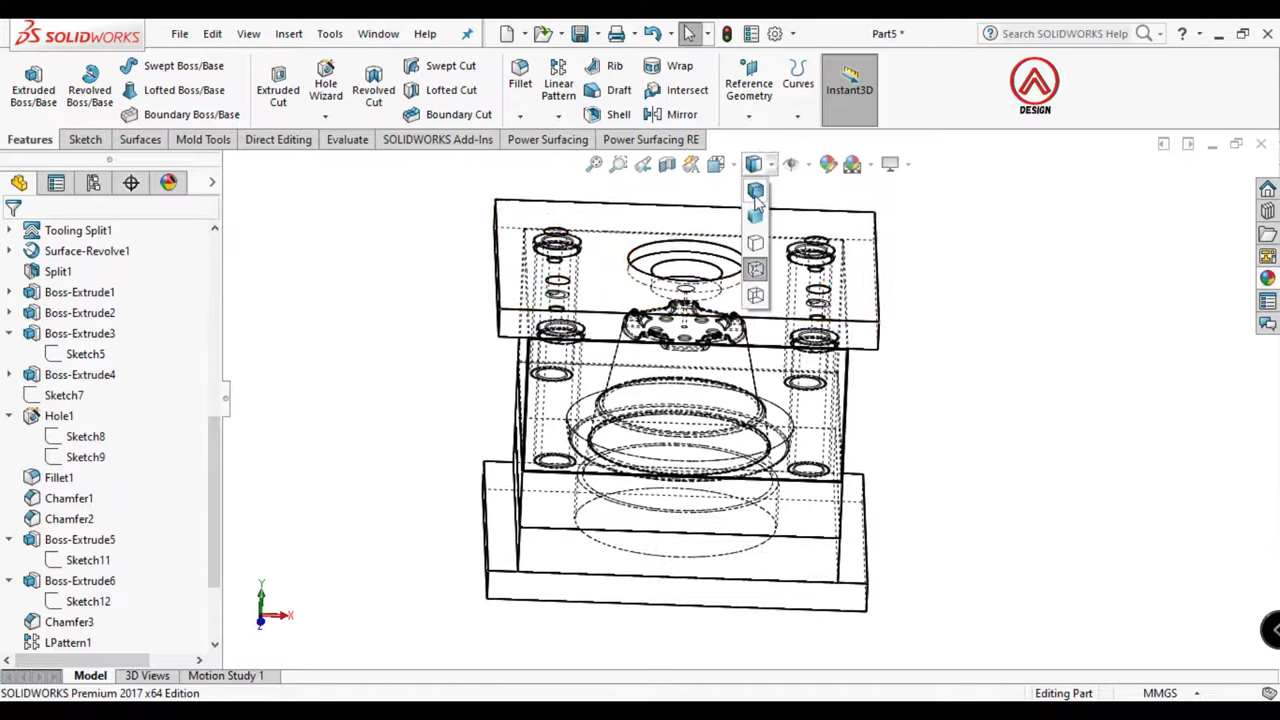 SOLIDWORKS
File Edit View Insert Tools Window Help
Part5 *
Search SOLIDWORKS Help
Extruded Boss/Base
Revolved Boss/Base
Swept Boss/Base
Lofted Boss/Base
Boundary Boss/Base
Extruded Cut
Hole Wizard
Revolved Cut
Swept Cut
Lofted Cut
Boundary Cut
Fillet
Linear Pattern
Rib
Draft
Shell
Wrap
Intersect
Mirror
Reference Geometry
Curves
Instant3D
DESIGN
Features Sketch Surfaces Mold Tools Direct Editing Evaluate SOLIDWORKS Add-Ins Power Surfacing Power Surfacing RE
Tooling Split1
Surface-Revolve1
Split1
Boss-Extrude1
Boss-Extrude2
Boss-Extrude3
Sketch5
Boss-Extrude4
Sketch7
Hole1
Sketch8
Sketch9
Fillet1
Chamfer1
Chamfer2
Boss-Extrude5
Sketch11
Boss-Extrude6
Sketch12
Chamfer3
LPattern1
Y
X
Z
Model 3D Views Motion Study 1
SOLIDWORKS Premium 2017 x64 Edition
Editing Part
MMGS